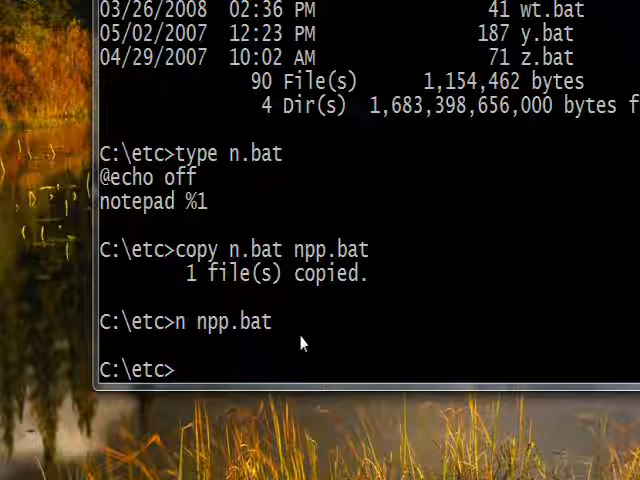 03/26/2008 02:36 PM 41 wt.bat
05/02/2007 12:23 PM 187 y.bat
04/29/2007 10:02 AM 71 z.bat
90 File(s) 1,154,462 bytes
4 Dir(s) 1,683,398,656,000 bytes f
C:\etc>type n.bat
@echo off
notepad %1
C:\etc>copy n.bat npp.bat
1 file(s) copied.
C:\etc>n npp.bat
C:\etc>